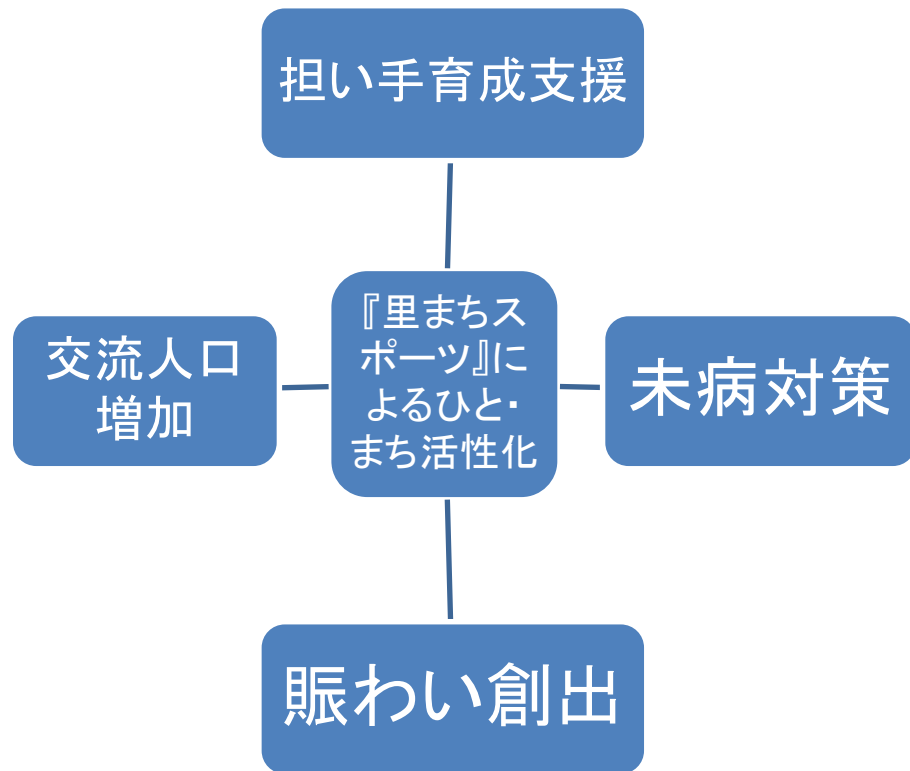 担い手育成支援
交流人口
増加
『里まちス
ポーツ』に
よるひと・
まち活性化
未病対策
賑わい創出